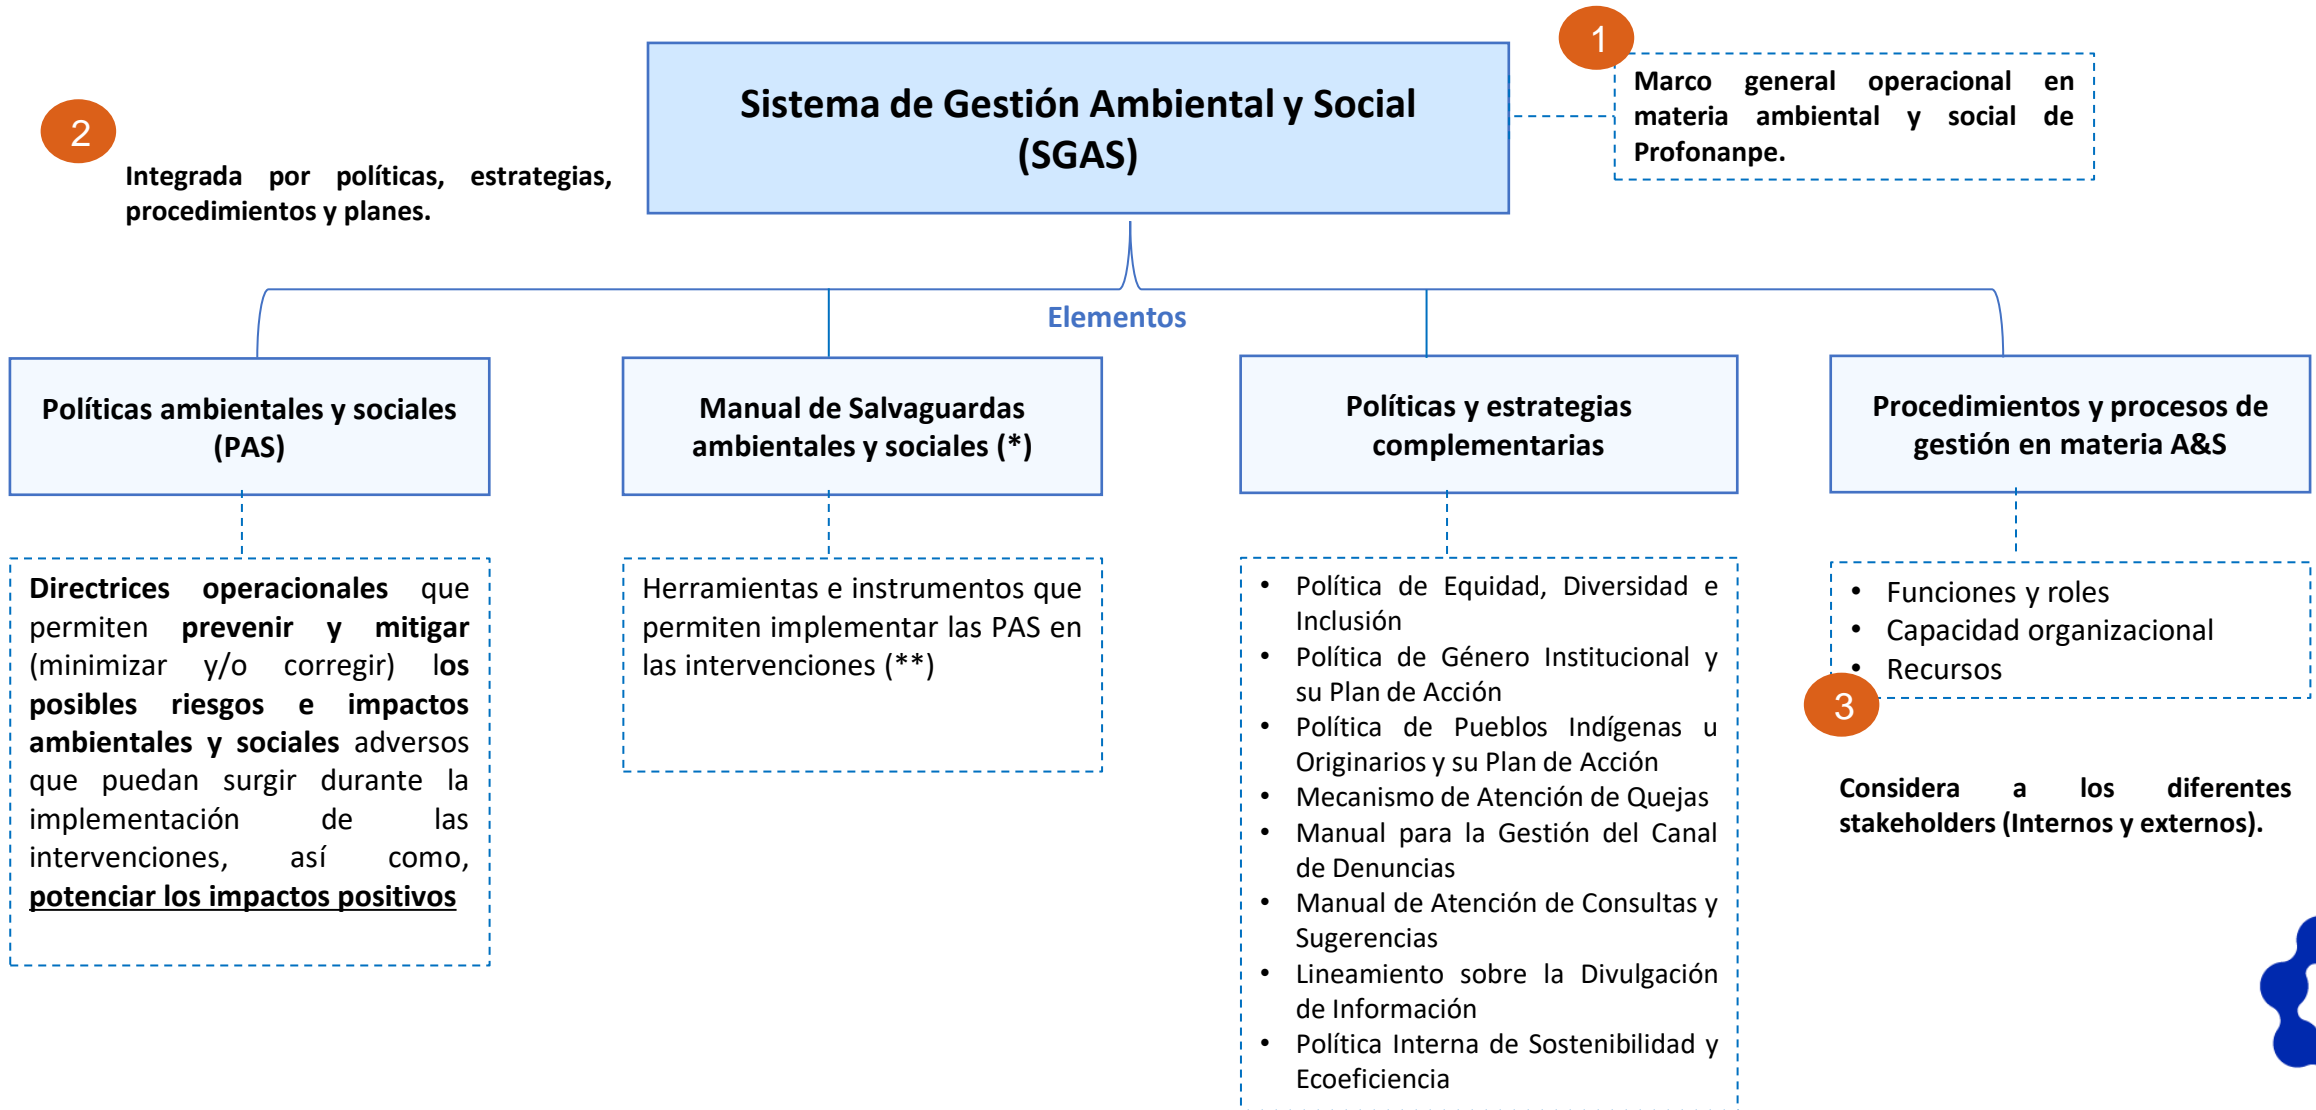 Sistema de Gestión Ambiental y Social
(SGAS)
1
Marco general operacional en
materia ambiental y social de
Profonanpe.
2
Integrada por políticas, estrategias,
procedimientos y planes.
Elementos
Políticas ambientales y sociales
(PAS)
Directrices operacionales que
permiten prevenir y mitigar
(minimizar y/o corregir) los
posibles riesgos e impactos
ambientales y sociales adversos
que puedan surgir durante la
implementación de las
intervenciones, así como,
potenciar los impactos positivos
Manual de Salvaguardas
ambientales y sociales (*)
Herramientas e instrumentos que
permiten implementar las PAS en
las intervenciones (**)
Políticas y estrategias
complementarias
• Política de Equidad, Diversidad e
Inclusión
• Política de Género Institucional y
su Plan de Acción
• Política de Pueblos Indígenas u
Originarios y su Plan de Acción
• Mecanismo de Atención de Quejas
• Manual para la Gestión del Canal
de Denuncias
• Manual de Atención de Consultas y
Sugerencias
• Lineamiento sobre la Divulgación
de Información
• Política Interna de Sostenibilidad y
Ecoeficiencia
Procedimientos y procesos de
gestión en materia A&S
• Funciones y roles
• Capacidad organizacional
• Recursos
3
Considera a los diferentes
stakeholders (Internos y externos).